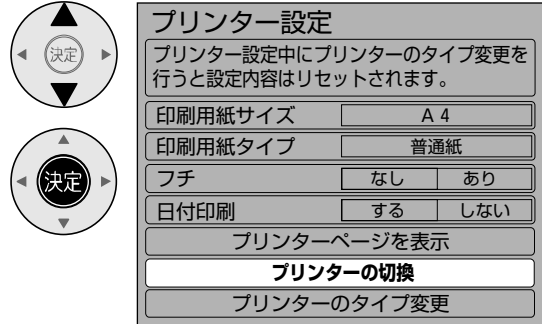 決定
決定
プリンター設定
プリンター設定中にプリンターのタイプ変更を
行うと設定内容はリセットされます。
印刷用紙サイズ A 4
印刷用紙タイプ 普通紙
フチ なし あり
日付印刷 する しない
プリンターページを表示
プリンターの切換
プリンターのタイプ変更